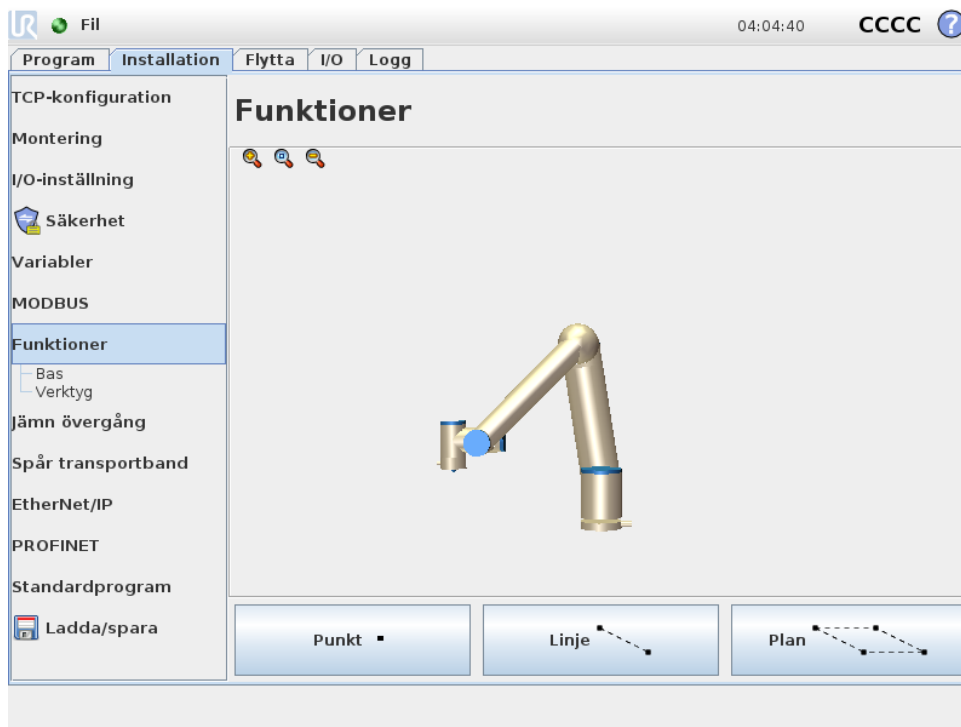 UR Fil 04:04:40 CCCC ?
Program Installation Flytta I/O Logg
TCP-konfiguration
Montering
I/O-inställning
Säkerhet
Variabler
MODBUS
Funktioner
Bas
Verktyg
Jämn övergång
Spår transportband
EtherNet/IP
PROFINET
Standardprogram
Ladda/spara
Funktioner
Punkt
Linje
Plan